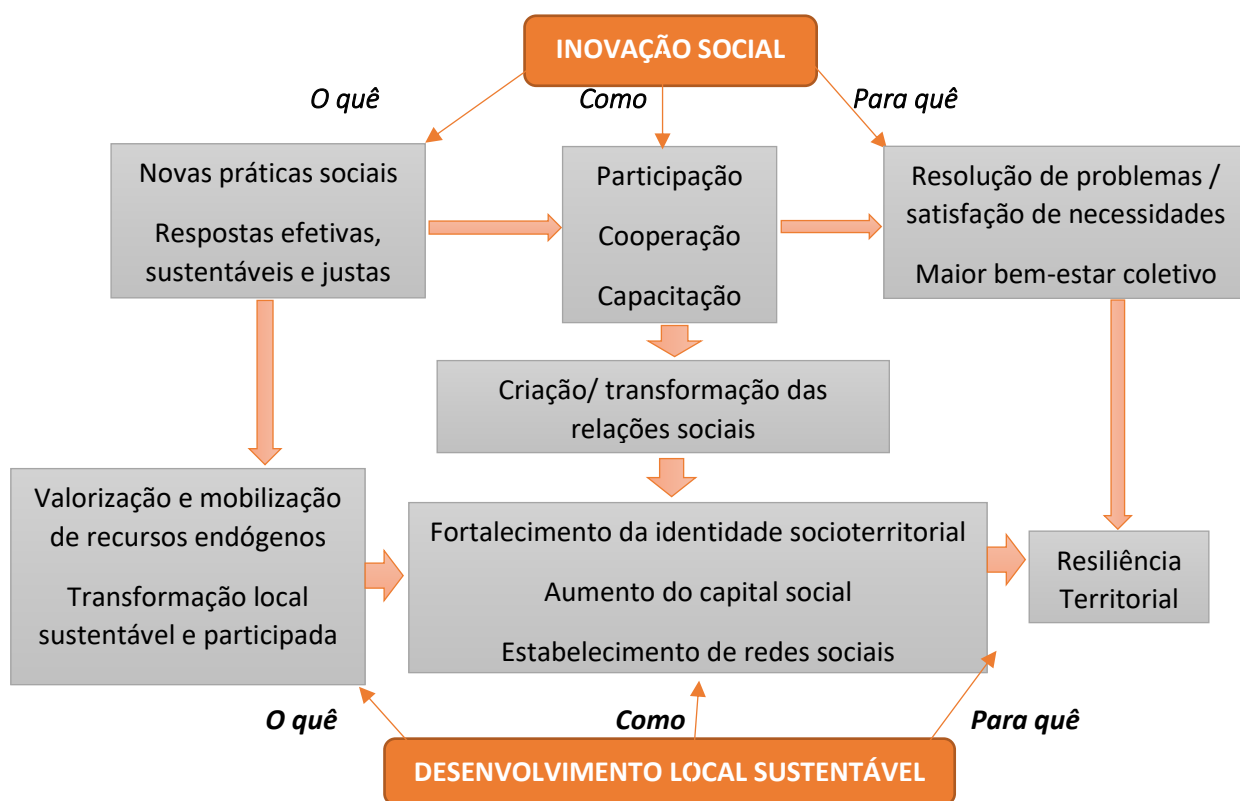 INOVAÇÃO SOCIAL
O quê
Como
Para quê
Novas práticas sociais
Respostas efetivas,
sustentáveis e justas
Participação
Cooperação
Capacitação
Resolução de problemas /
satisfação de necessidades
Maior bem-estar coletivo
Criação/ transformação das
relações sociais
Valorização e mobilização
de recursos endógenos
Transformação local
sustentável e participada
Fortalecimento da identidade socioterritorial
Aumento do capital social
Estabelecimento de redes sociais
Resiliência
Territorial
O quê
Como
Para quê
DESENVOLVIMENTO LOCAL SUSTENTÁVEL